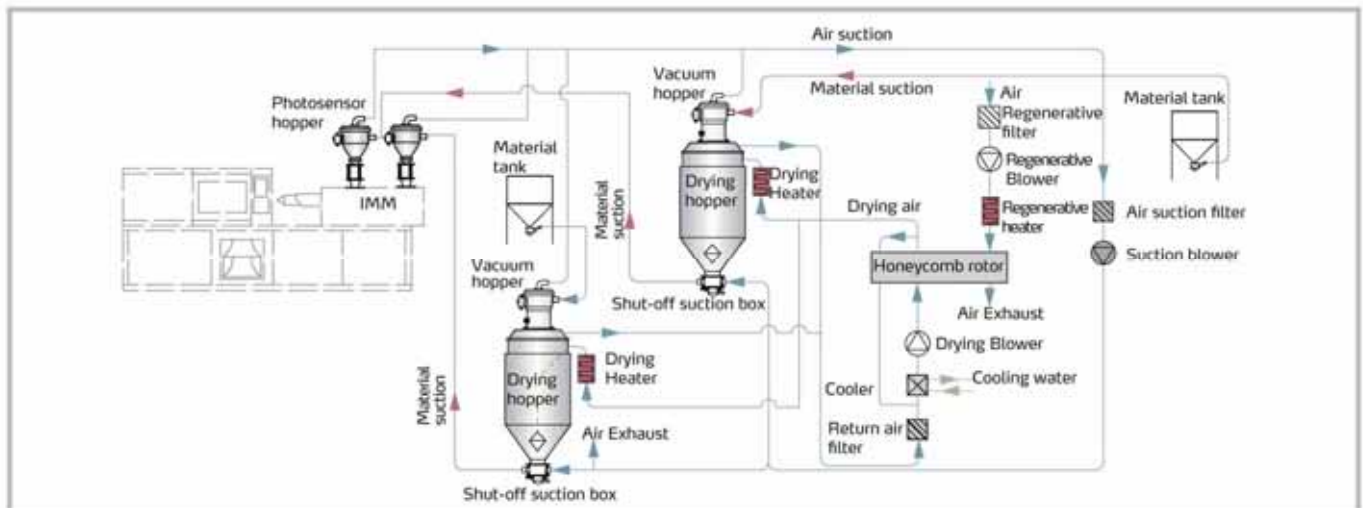 Air suction
Vacuum
hopper
Material suction
Air
Regenerative
filter
Material tank
Photosensor
hopper
Material
tank
Regenerative
Blower
Drying
Heater
Drying
hopper
IMM
Drying air
Regenerative
heater
Air suction filter
Material
suction
Suction blower
Honeycomb rotor
Vacuum
hopper
Shut-off suction box
Air Exhaust
Drying Blower
Drying
Heater
Drying
hopper
Cooler
Cooling water
Material
suction
Air Exhaust
Return air
filter
Shut-off suction box